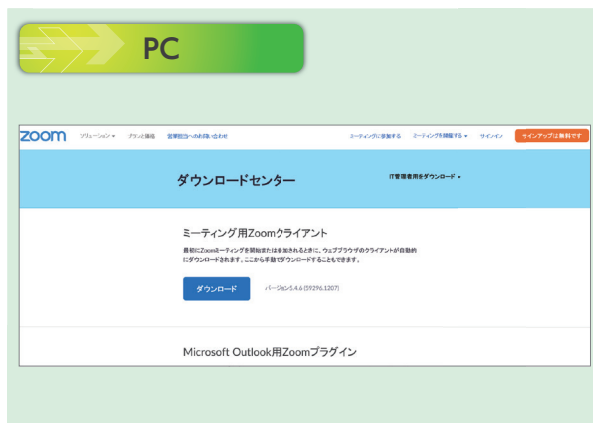 PC
zoom ソリューション プランと価格 営業担当へのお問い合わせ ミーティングに参加する ミーティングを開催する サインイン サインアップは無料です
ダウンロードセンター IT管理者用をダウンロード
ミーティング用Zoomクライアント
最初にZoomミーティングを開始または参加されるときに、ウェブブラウザのクライアントが自動的
にダウンロードされます。ここから手動でダウンロードすることもできます。
ダウンロード バージョン5.4.6 (59296.1207)
Microsoft Outlook用Zoomプラグイン